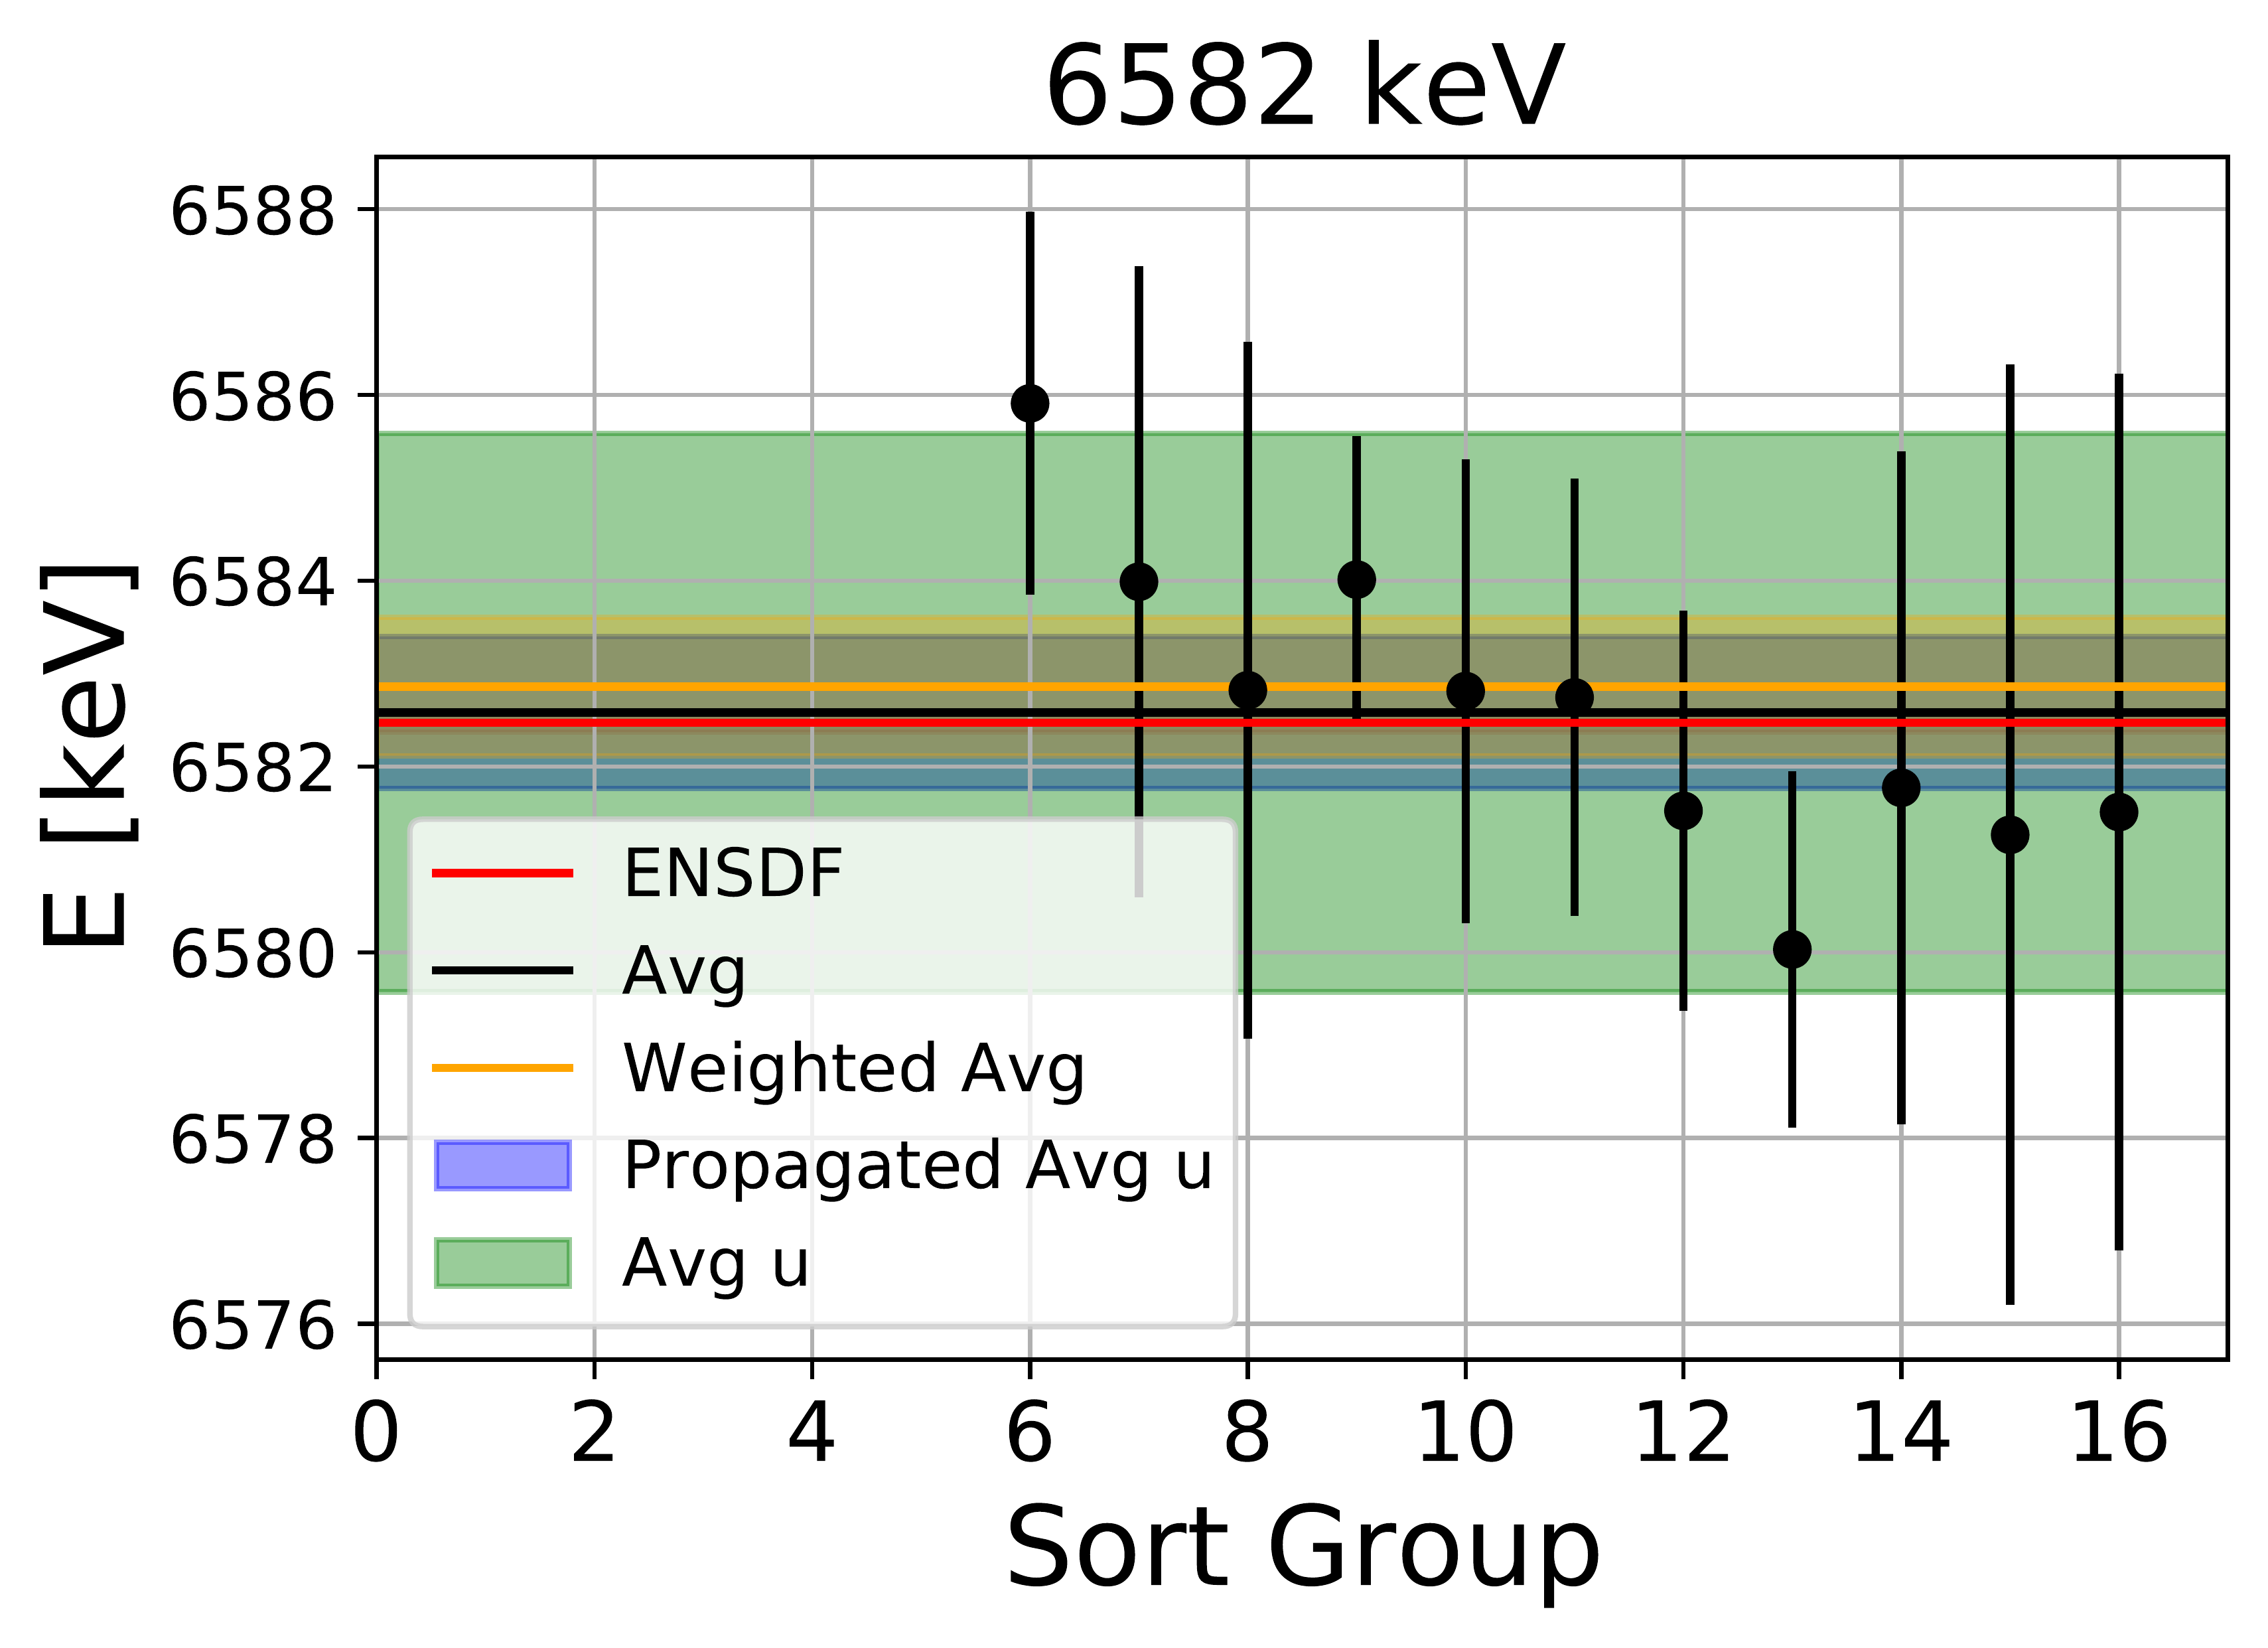 6582 keV
E [keV]
6588
6586
6584
6582
6580
6578
6576
ENSDF
Avg
Weighted Avg
Propagated Avg u
Avg u
0 2 4 6 8 10 12 14 16
Sort Group